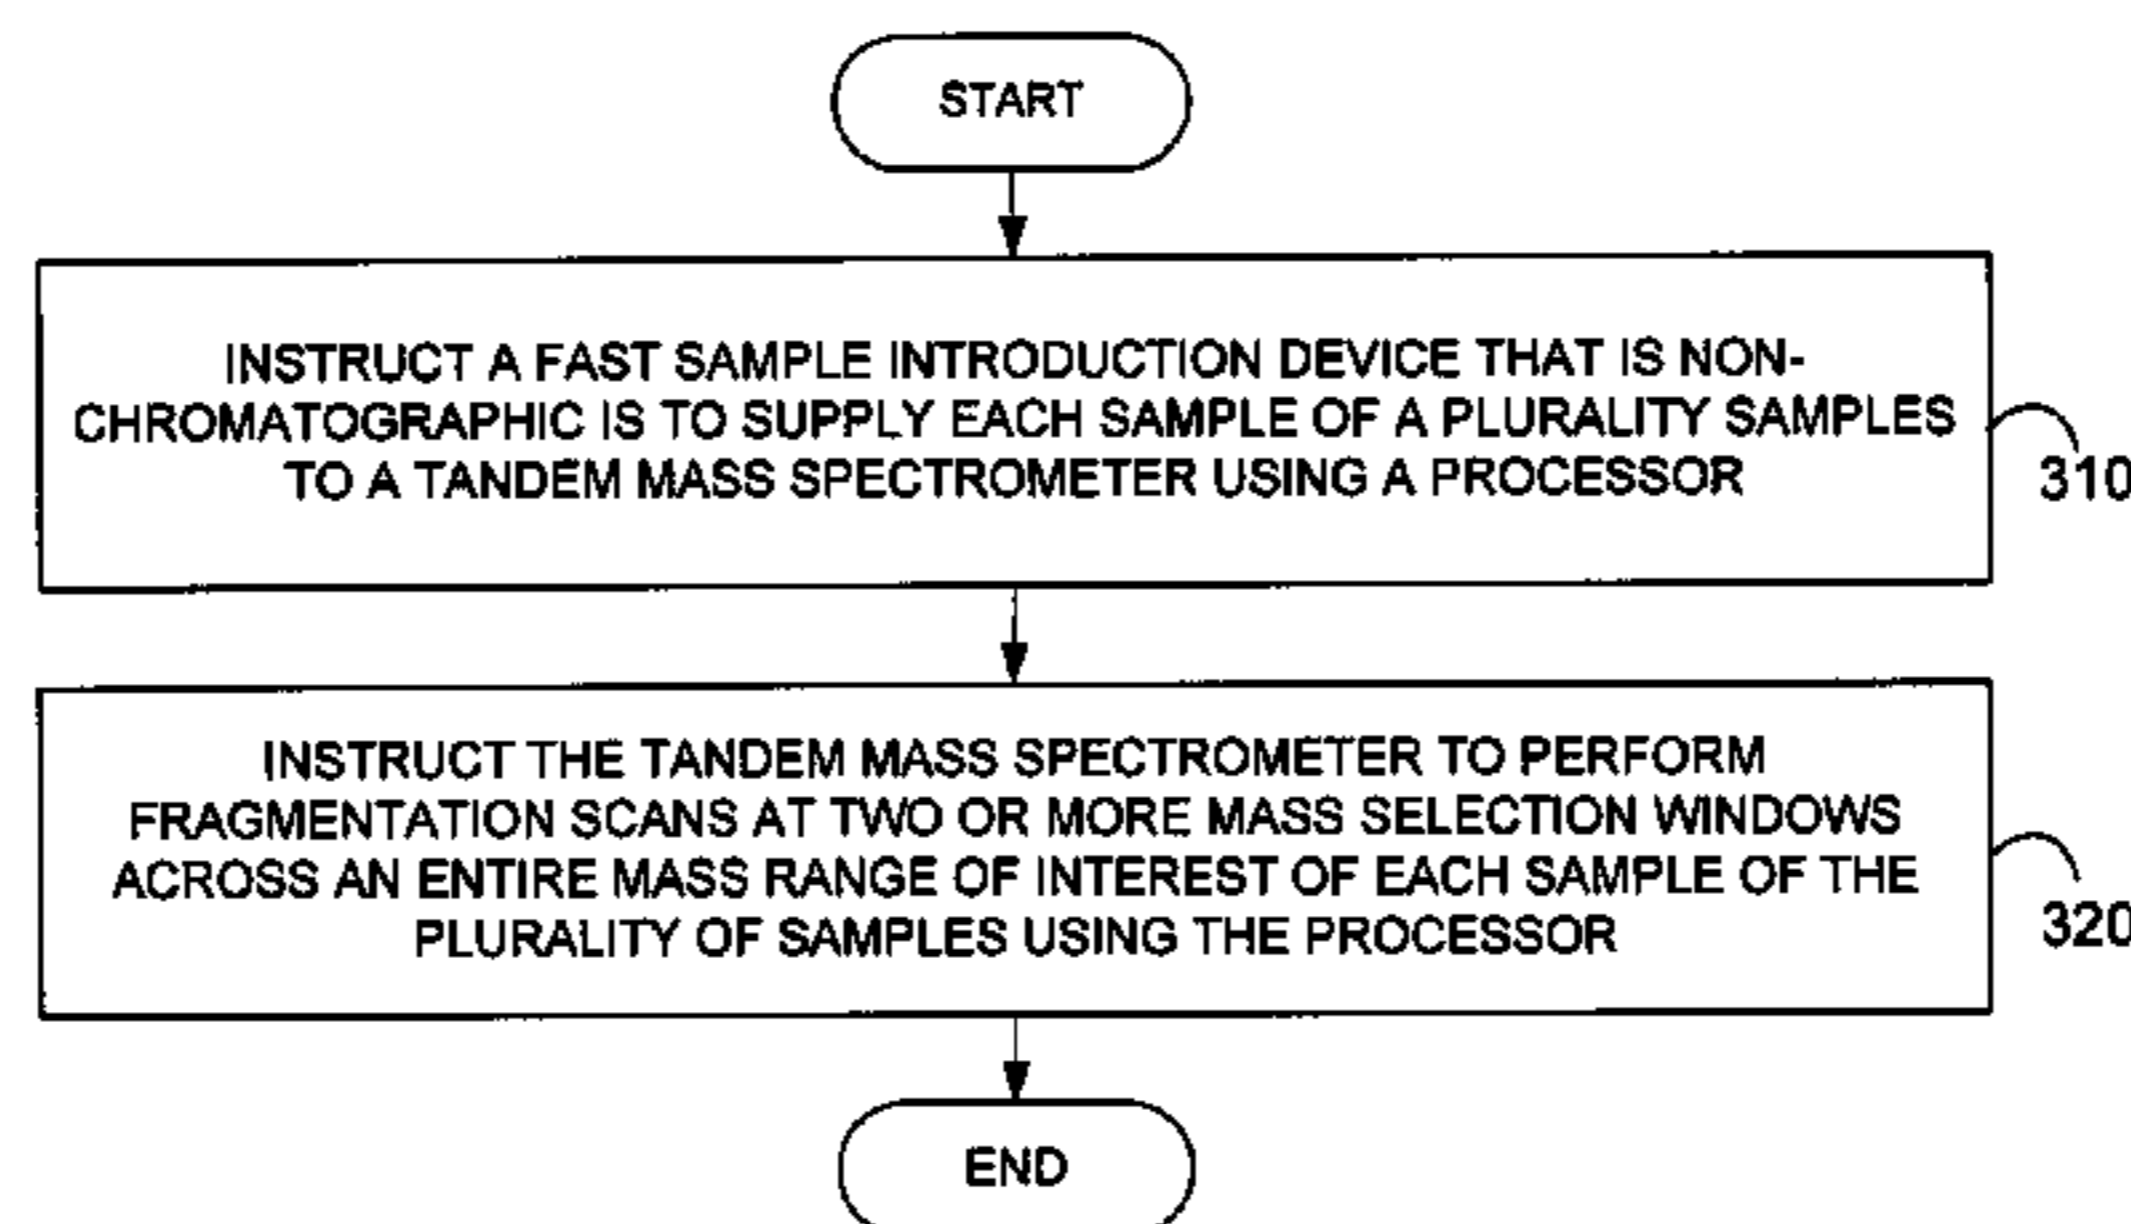 START
INSTRUCT A FAST SAMPLE INTRODUCTION DEVICE THAT IS NON-
CHROMATOGRAPHIC IS TO SUPPLY EACH SAMPLE OF A PLURALITY SAMPLES
TO A TANDEM MASS SPECTROMETER USING A PROCESSOR
310
INSTRUCT THE TANDEM MASS SPECTROMETER TO PERFORM
FRAGMENTATION SCANS AT TWO OR MORE MASS SELECTION WINDOWS
ACROSS AN ENTIRE MASS RANGE OF INTEREST OF EACH SAMPLE OF THE
PLURALITY OF SAMPLES USING THE PROCESSOR
320
END